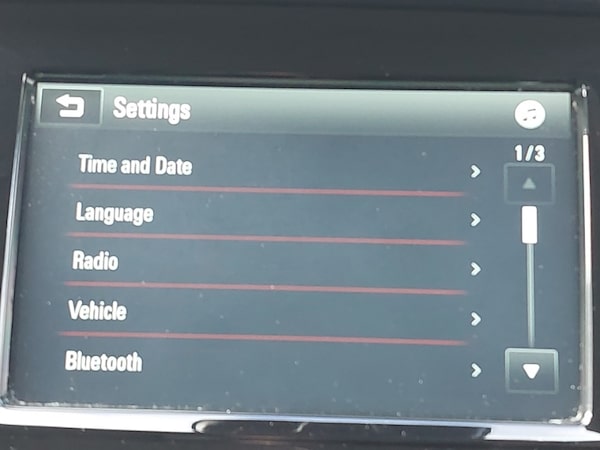 Settings
1/3
Time and Date
Language
Radio
Vehicle
Bluetooth